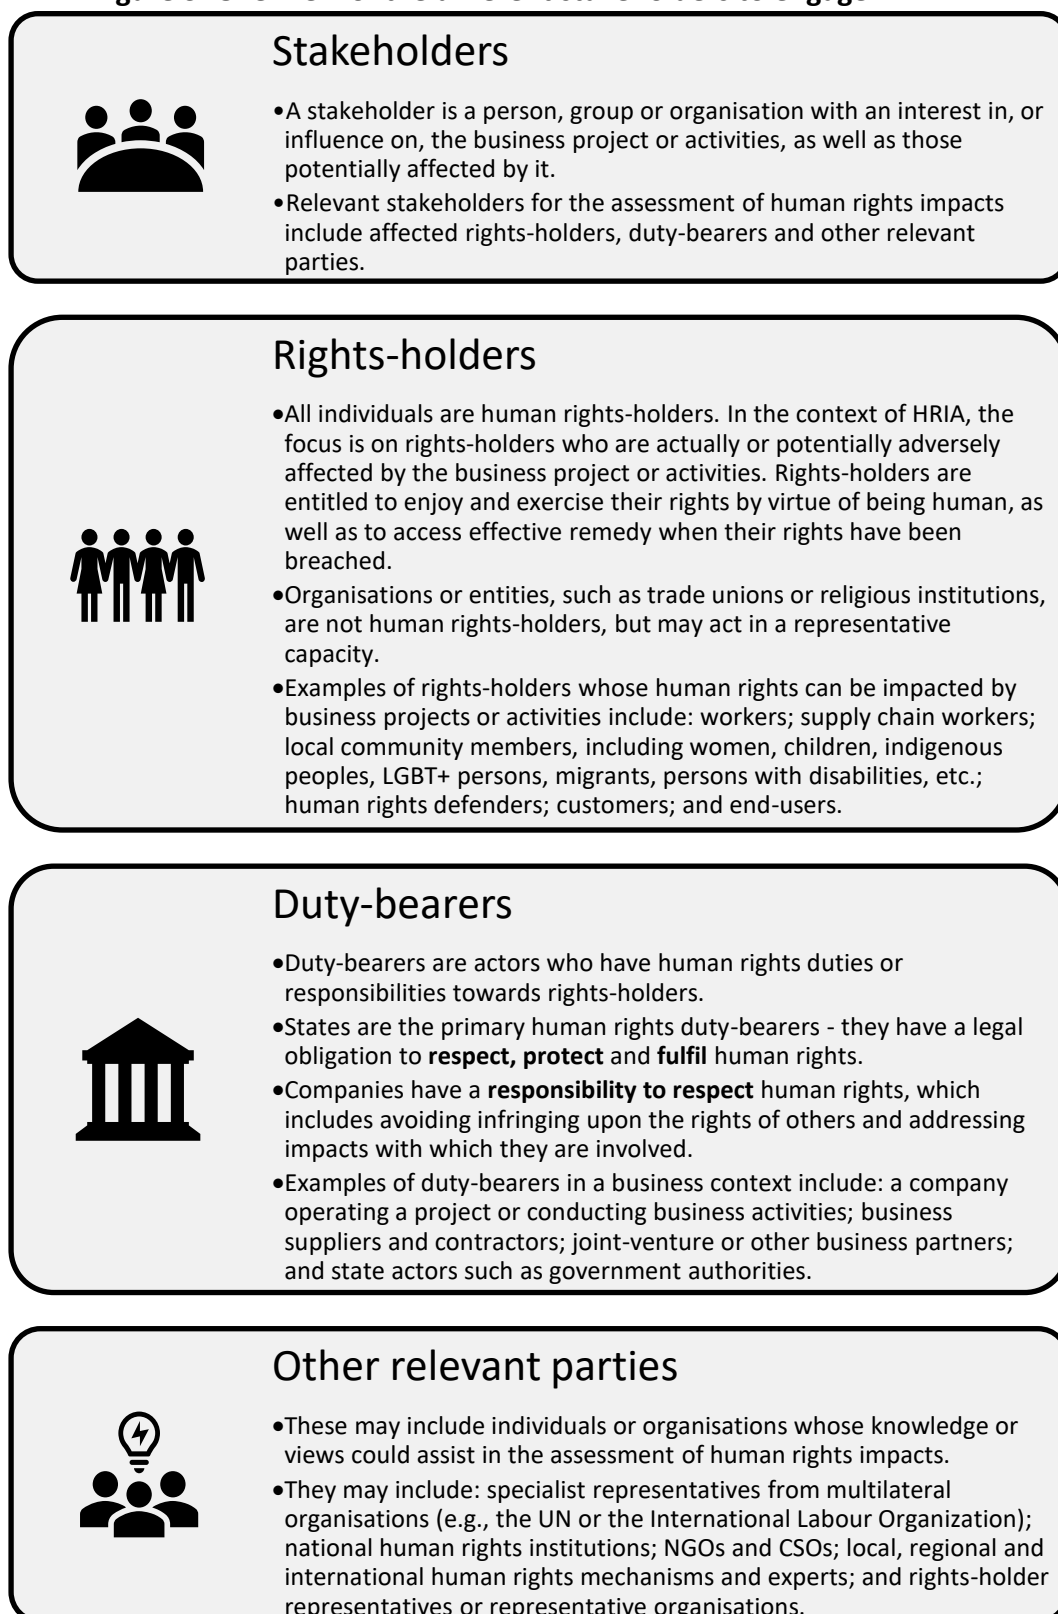 Stakeholders
•A stakeholder is a person, group or organisation with an interest in, or
influence on, the business project or activities, as well as those
potentially affected by it.
•Relevant stakeholders for the assessment of human rights impacts
include affected rights-holders, duty-bearers and other relevant
parties.
Rights-holders
•All individuals are human rights-holders. In the context of HRIA, the
focus is on rights-holders who are actually or potentially adversely
affected by the business project or activities. Rights-holders are
entitled to enjoy and exercise their rights by virtue of being human, as
well as to access effective remedy when their rights have been
breached.
•Organisations or entities, such as trade unions or religious institutions,
are not human rights-holders, but may act in a representative
capacity.
•Examples of rights-holders whose human rights can be impacted by
business projects or activities include: workers; supply chain workers;
local community members, including women, children, indigenous
peoples, LGBT+ persons, migrants, persons with disabilities, etc.;
human rights defenders; customers; and end-users.
Duty-bearers
•Duty-bearers are actors who have human rights duties or
responsibilities towards rights-holders.
•States are the primary human rights duty-bearers - they have a legal
obligation to respect, protect and fulfil human rights.
•Companies have a responsibility to respect human rights, which
includes avoiding infringing upon the rights of others and addressing
impacts with which they are involved.
•Examples of duty-bearers in a business context include: a company
operating a project or conducting business activities; business
suppliers and contractors; joint-venture or other business partners;
and state actors such as government authorities.
Other relevant parties
•These may include individuals or organisations whose knowledge or
views could assist in the assessment of human rights impacts.
•They may include: specialist representatives from multilateral
organisations (e.g., the UN or the International Labour Organization);
national human rights institutions; NGOs and CSOs; local, regional and
international human rights mechanisms and experts; and rights-holder
representatives or representative organisations.